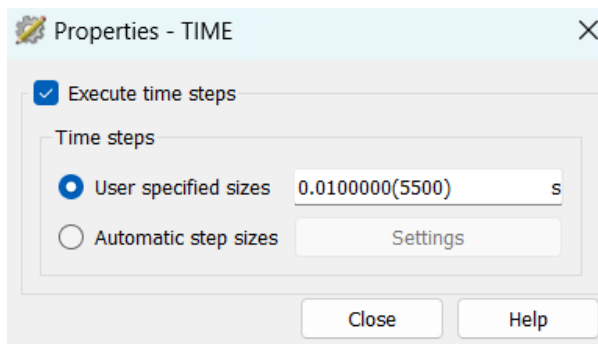 Properties - TIME
Execute time steps
Time steps
User specified sizes 0.0100000(5500) s
Automatic step sizes Settings
Close Help